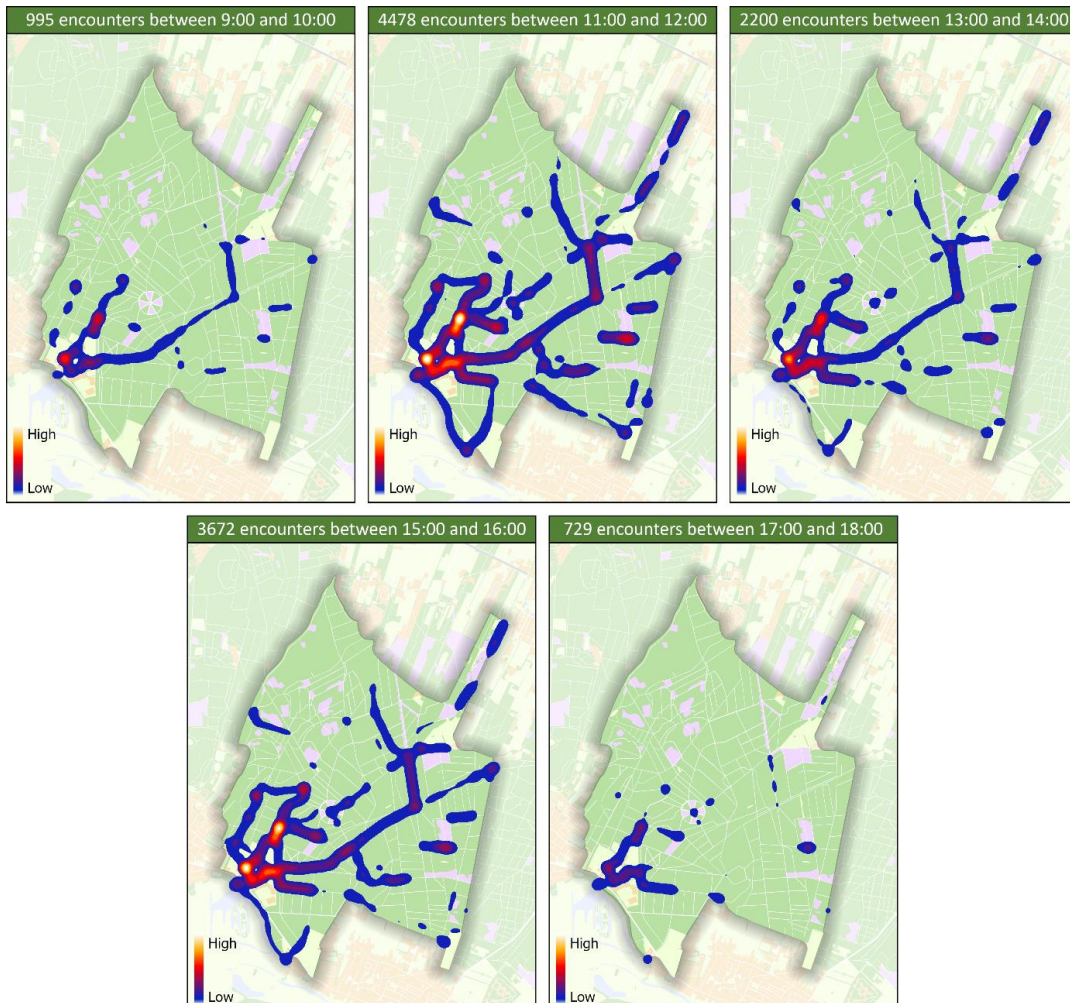 995 encounters between 9:00 and 10:00
4478 encounters between 11:00 and 12:00
2200 encounters between 13:00 and 14:00
High
Low
High
Low
High
Low
3672 encounters between 15:00 and 16:00
729 encounters between 17:00 and 18:00
High
Low
High
Low